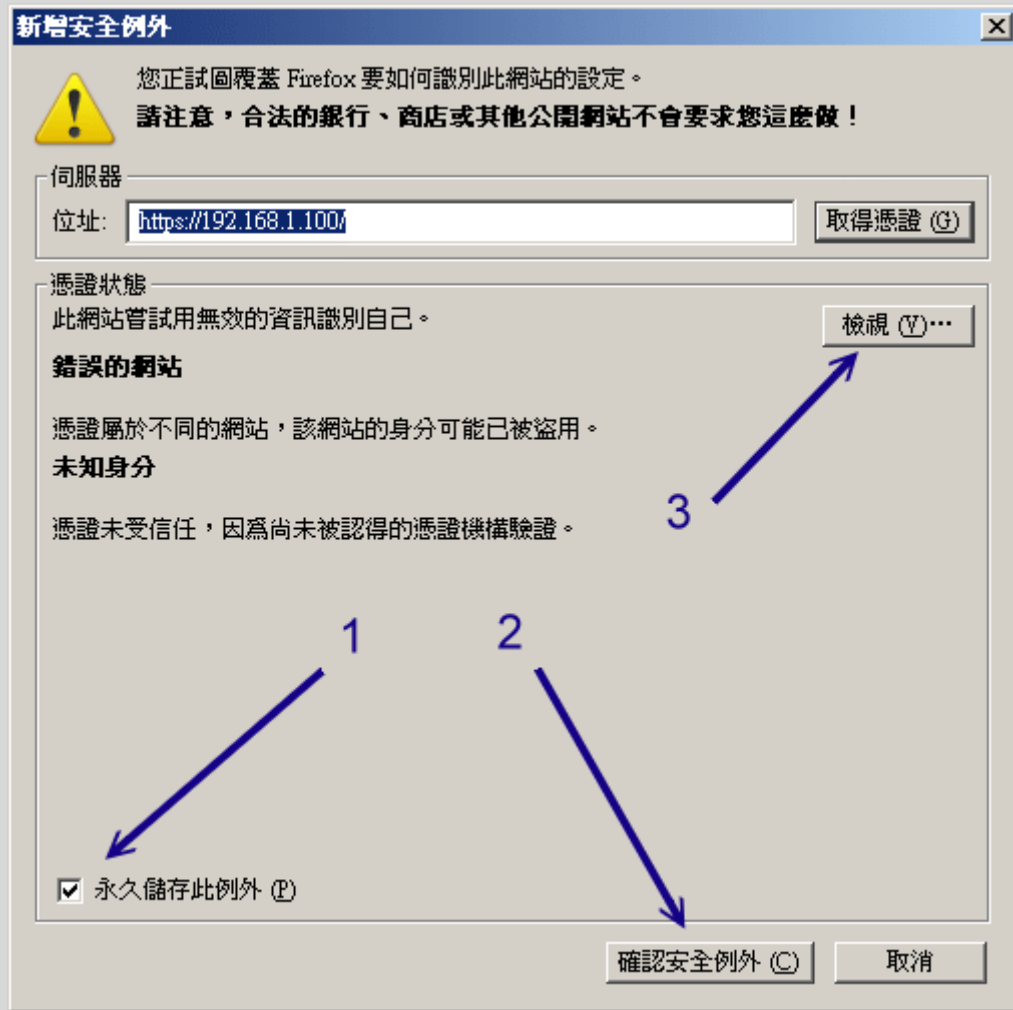 新增安全例外
您正試圖覆蓋 Firefox 要如何識別此網站的設定。
請注意，合法的銀行、商店或其他公開網站不會要求您這麼做！
伺服器
位址: https://192.168.1.100/ 取得憑證 (G)
憑證狀態
此網站嘗試用無效的資訊識別自己。 檢視 (V)…
錯誤的網站
憑證屬於不同的網站，該網站的身分可能已被盜用。
未知身分
3
憑證未受信任，因為尚未被認得的憑證機構驗證。
1 2
永久儲存此例外 (P)
確認安全例外 (C) 取消